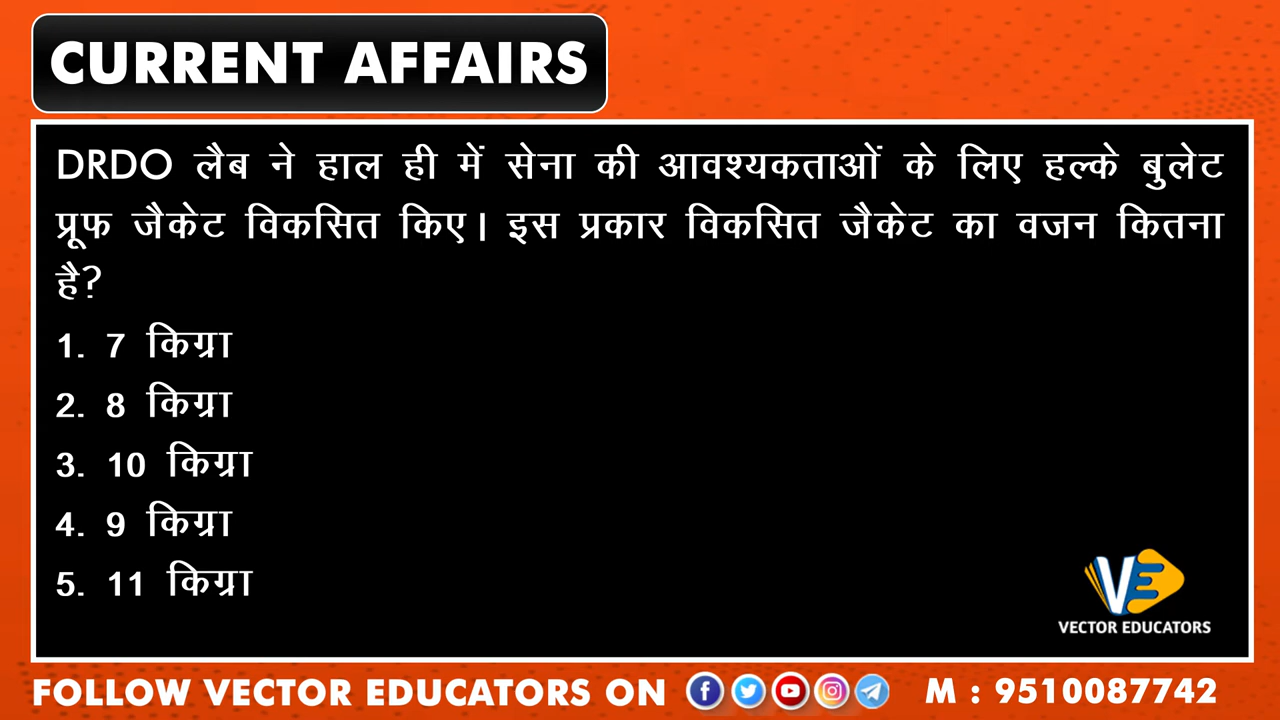 CURRENT AFFAIRS
DRDO लैब ने हाल ही में सेना की आवश्यकताओं के लिए हल्के बुलेट
प्रूफ जैकेट विकसित किए। इस प्रकार विकसित जैकेट का वजन कितना
है?
1. 7 किग्रा
2. 8 किग्रा
3. 10 किग्रा
4. 9 किग्रा
5. 11 किग्रा
VE
VECTOR EDUCATORS
FOLLOW VECTOR EDUCATORS ON M : 9510087742